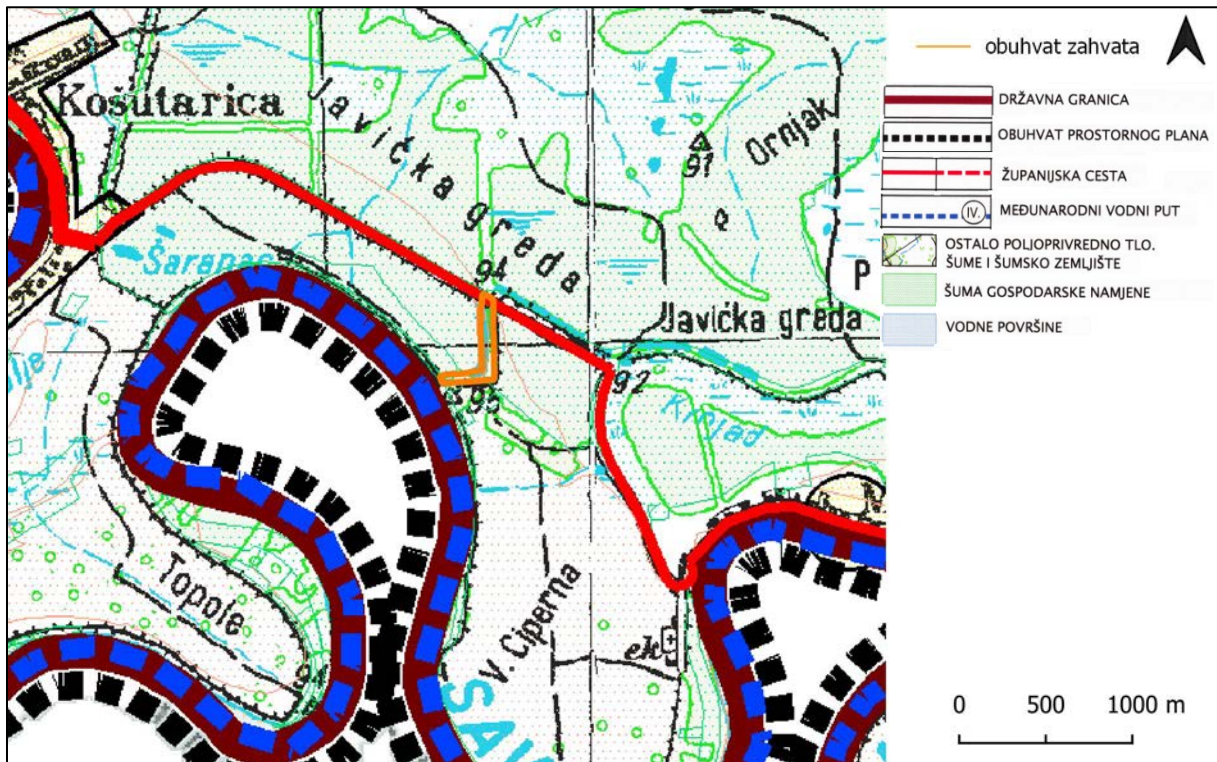 Košutarica
Javička greda
Ornjak
91
Šarapac
94
P
Javička greda
92
95
Topole
V. Ciperna
SAV
obuhvat zahvata
DRŽAVNA GRANICA
OBUHVAT PROSTORNOG PLANA
ŽUPANIJSKA CESTA
IV.
MEĐUNARODNI VODNI PUT
OSTALO POLJOPRIVREDNO TLO.
ŠUME I ŠUMSKO ZEMLJIŠTE
ŠUMA GOSPODARSKE NAMJENE
VODNE POVRŠINE
0 500 1000 m